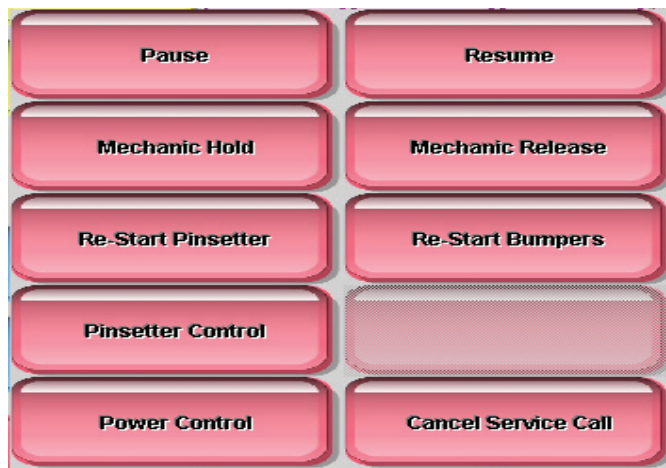 Pause
Resume
Mechanic Hold
Mechanic Release
Re-Start Pinsetter
Re-Start Bumpers
Pinsetter Control
Power Control
Cancel Service Call